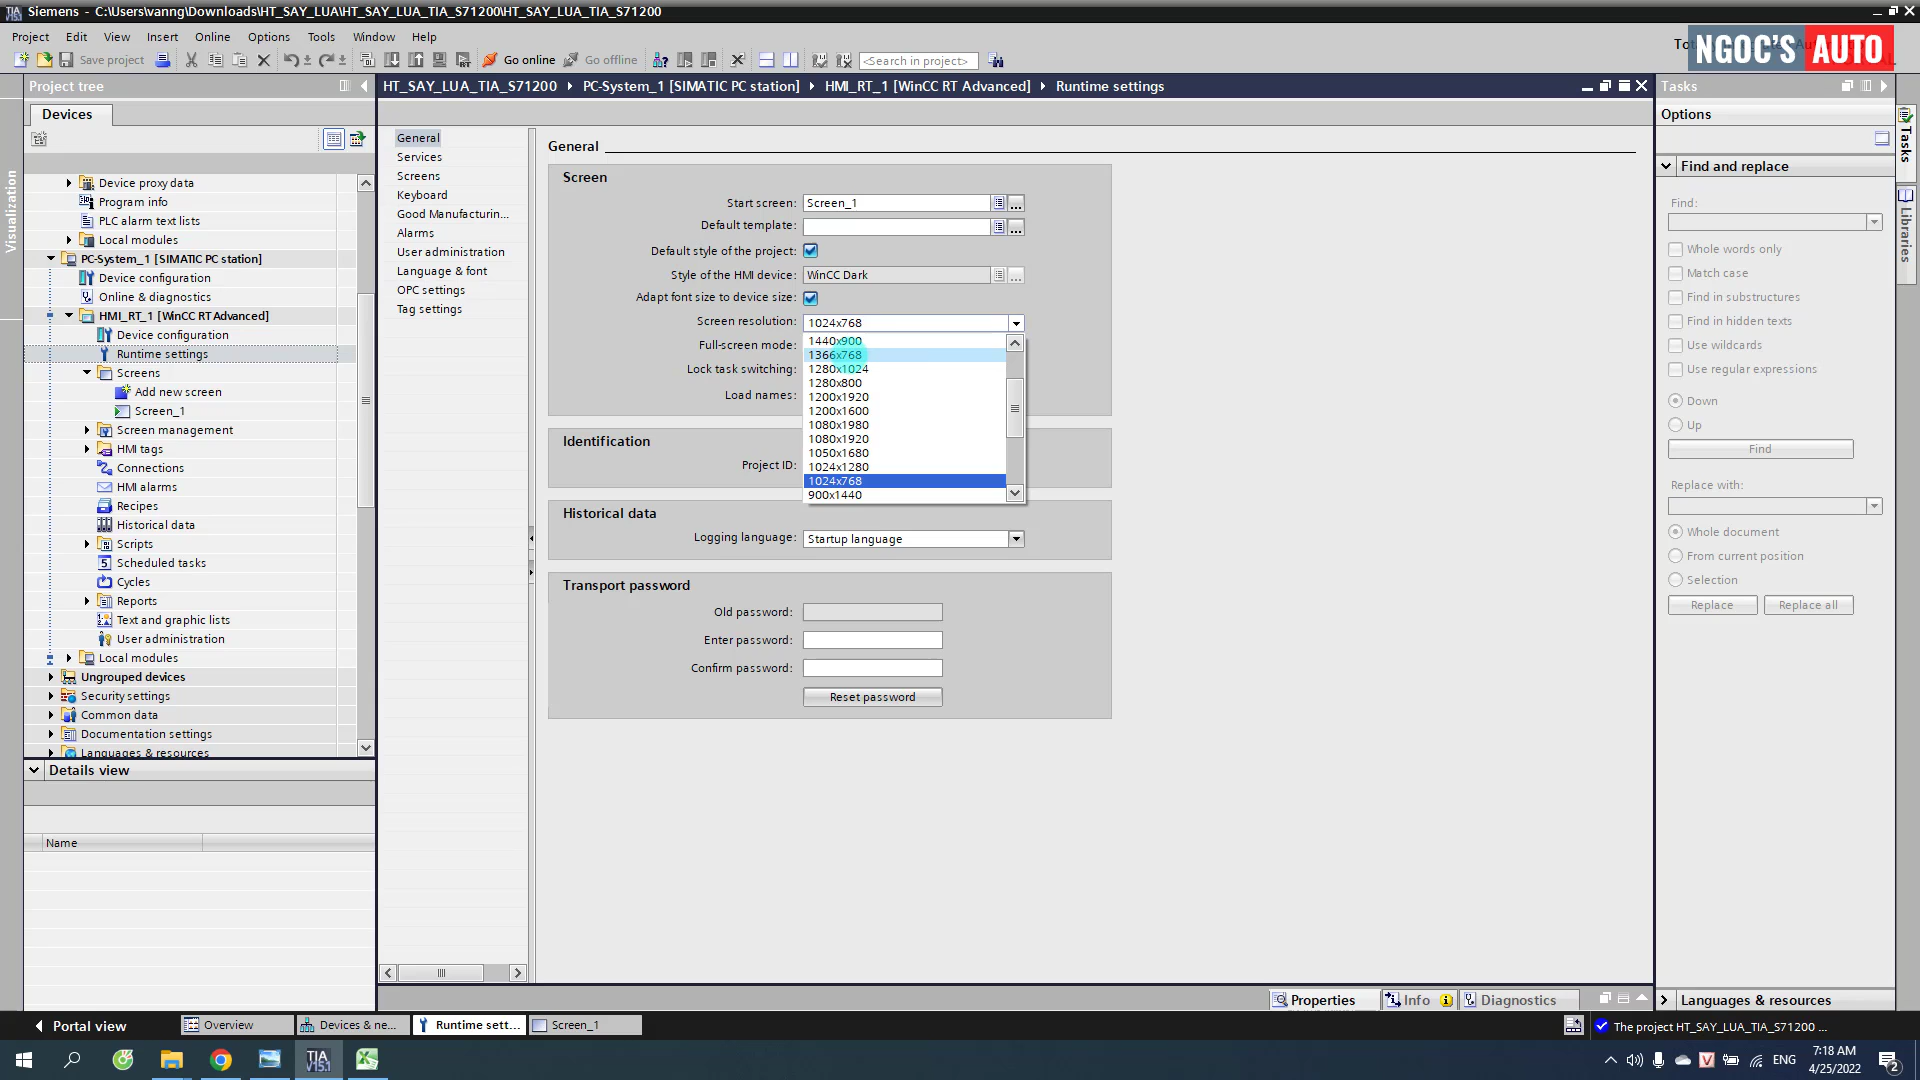 Siemens - C:\Users\vanng\Downloads\HT_SAY_LUA\HT_SAY_LUA_TIA_S71200\HT_SAY_LUA_TIA_S71200
Project Edit View Insert Online Options Tools Window Help
NGOC'S AUTO
Save project
Go online
Go offline
<Search in project>
Project tree
HT_SAY_LUA_TIA_S71200 PC-System_1 [SIMATIC PC station] HMI_RT_1 [WinCC RT Advanced] Runtime settings
Tasks
Devices
Options
Visualization
Device proxy data
Program info
PLC alarm text lists
Local modules
PC-System_1 [SIMATIC PC station]
Device configuration
Online & diagnostics
HMI_RT_1 [WinCC RT Advanced]
Device configuration
Runtime settings
Screens
Add new screen
Screen_1
Screen management
HMI tags
Connections
HMI alarms
Recipes
Historical data
Scripts
Scheduled tasks
Cycles
Reports
Text and graphic lists
User administration
Local modules
Ungrouped devices
Security settings
Common data
Documentation settings
Languages & resources
Details view
Name
General
Services
Screens
Keyboard
Good Manufacturin...
Alarms
User administration
Language & font
OPC settings
Tag settings
General
Screen
Start screen: Screen_1
Default template:
Default style of the project:
Style of the HMI device: WinCC Dark
Adapt font size to device size:
Screen resolution: 1024x768
Full-screen mode:
Lock task switching:
Load names:
1440x900
1366x768
1280x1024
1280x800
1200x1920
1200x1600
1080x1980
1080x1920
1050x1680
1024x1280
1024x768
900x1440
Identification
Project ID:
Historical data
Logging language: Startup language
Transport password
Old password:
Enter password:
Confirm password:
Reset password
Find and replace
Find:
Whole words only
Match case
Find in substructures
Find in hidden texts
Use wildcards
Use regular expressions
Down
Up
Find
Replace with:
Whole document
From current position
Selection
Replace Replace all
Tasks
Libraries
Properties Info Diagnostics
Languages & resources
Portal view
Overview
Devices & ne...
Runtime sett...
Screen_1
The project HT_SAY_LUA_TIA_S71200 ...
TIA V15.1
ENG
7:18 AM
4/25/2022
2